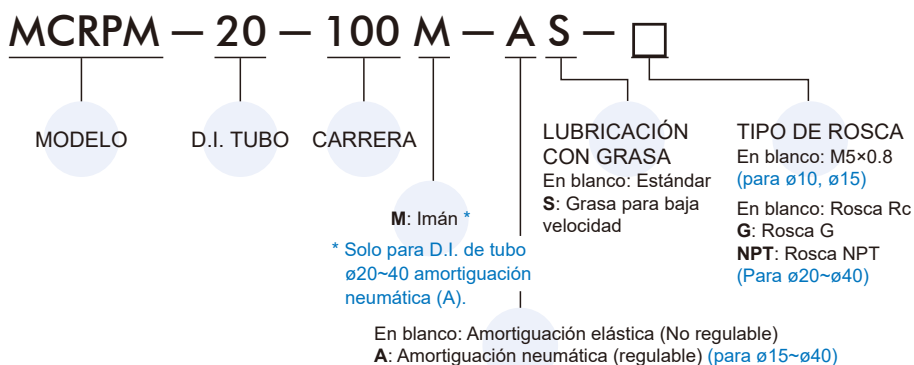 MCRPM – 20 – 100 M – A S – □
MODELO
D.I. TUBO
CARRERA
LUBRICACIÓN
CON GRASA
En blanco: Estándar
S: Grasa para baja
velocidad
TIPO DE ROSCA
En blanco: M5×0.8
(para ø10, ø15)
En blanco: Rosca Rc
G: Rosca G
NPT: Rosca NPT
(Para ø20~ø40)
M: Imán *
* Solo para D.I. de tubo
ø20~40 amortiguación
neumática (A).
En blanco: Amortiguación elástica (No regulable)
A: Amortiguación neumática (regulable) (para ø15~ø40)